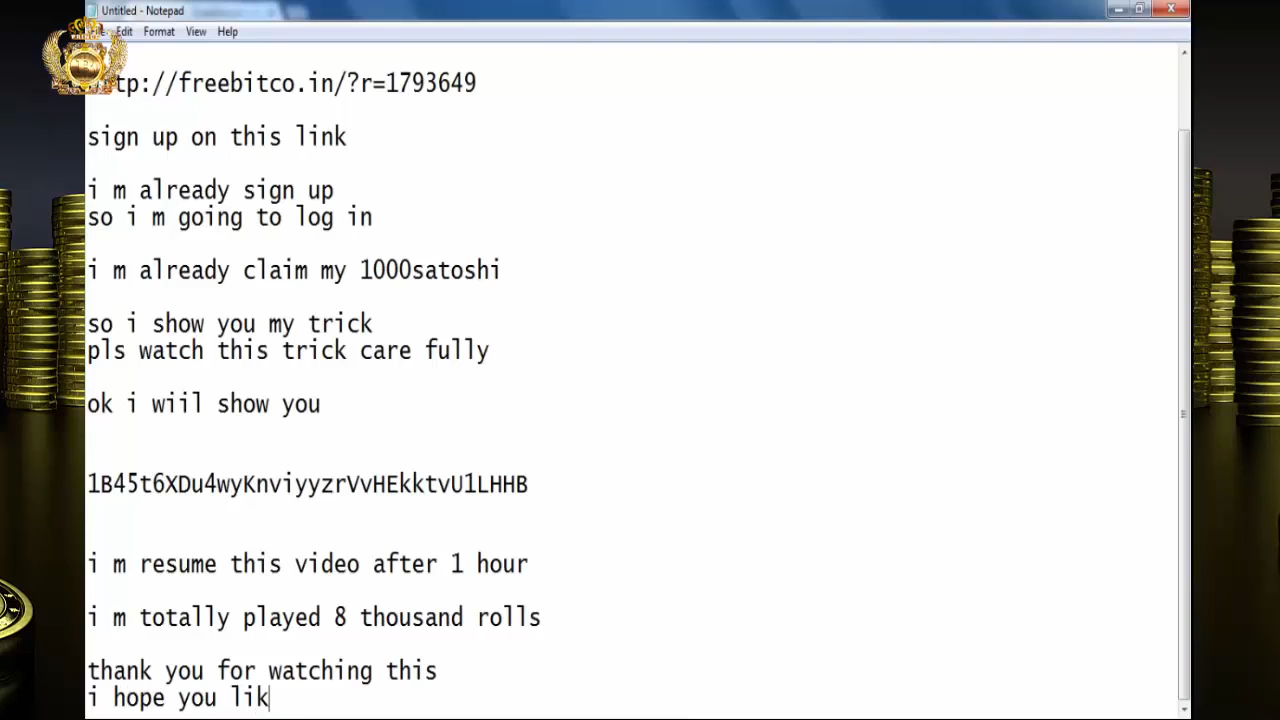 Untitled - Notepad
Edit Format View Help
tp://freebitco.in/?r=1793649
sign up on this link
i m already sign up
so i m going to log in
i m already claim my 1000satoshi
so i show you my trick
pls watch this trick care fully
ok i wiil show you
1B45t6XDu4wyKnviyyzrVvHEkktvU1LHHB
i m resume this video after 1 hour
i m totally played 8 thousand rolls
thank you for watching this
i hope you lik